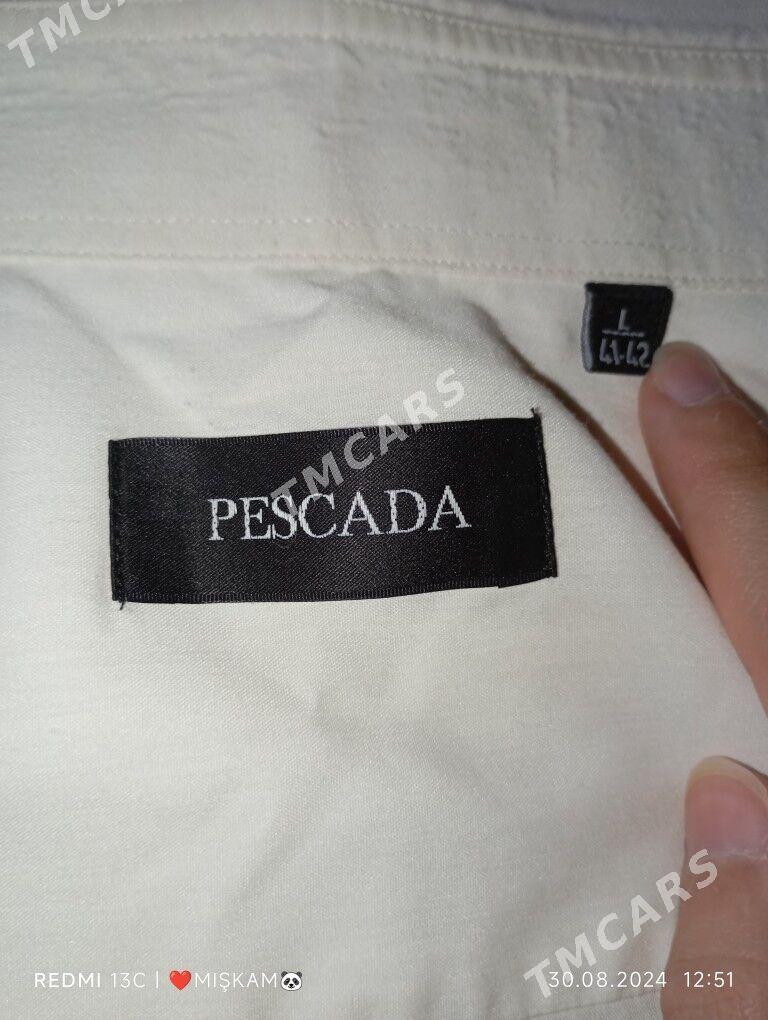 TMCARS
L
41-42
TMCARS
PESCADA
TMCARS
REDMI 13C | ❤️MIŞKAM🐼
30.08.2024 12:51